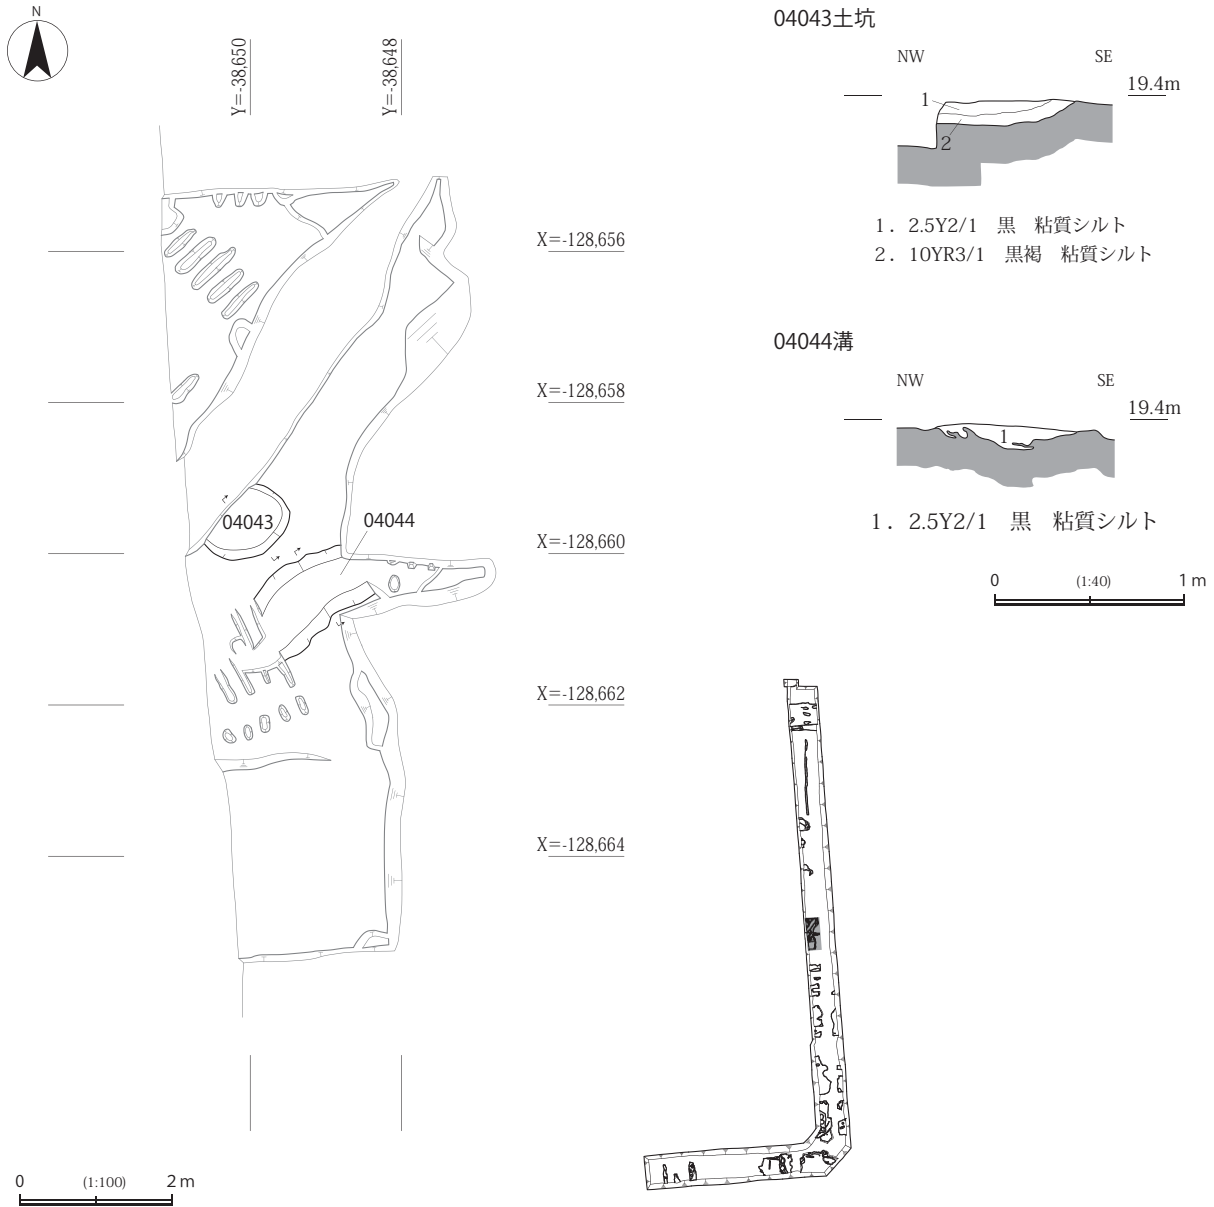 N
Y=-38,650
Y=-38,648
X=-128,656
X=-128,658
X=-128,660
X=-128,662
X=-128,664
04043
04044
0 (1:100) 2 m
04043土坑
NW SE
19.4m
1
2
1．2.5Y2/1　黒　粘質シルト
2．10YR3/1　黒褐　粘質シルト
04044溝
NW SE
19.4m
1
1．2.5Y2/1　黒　粘質シルト
0 (1:40) 1 m